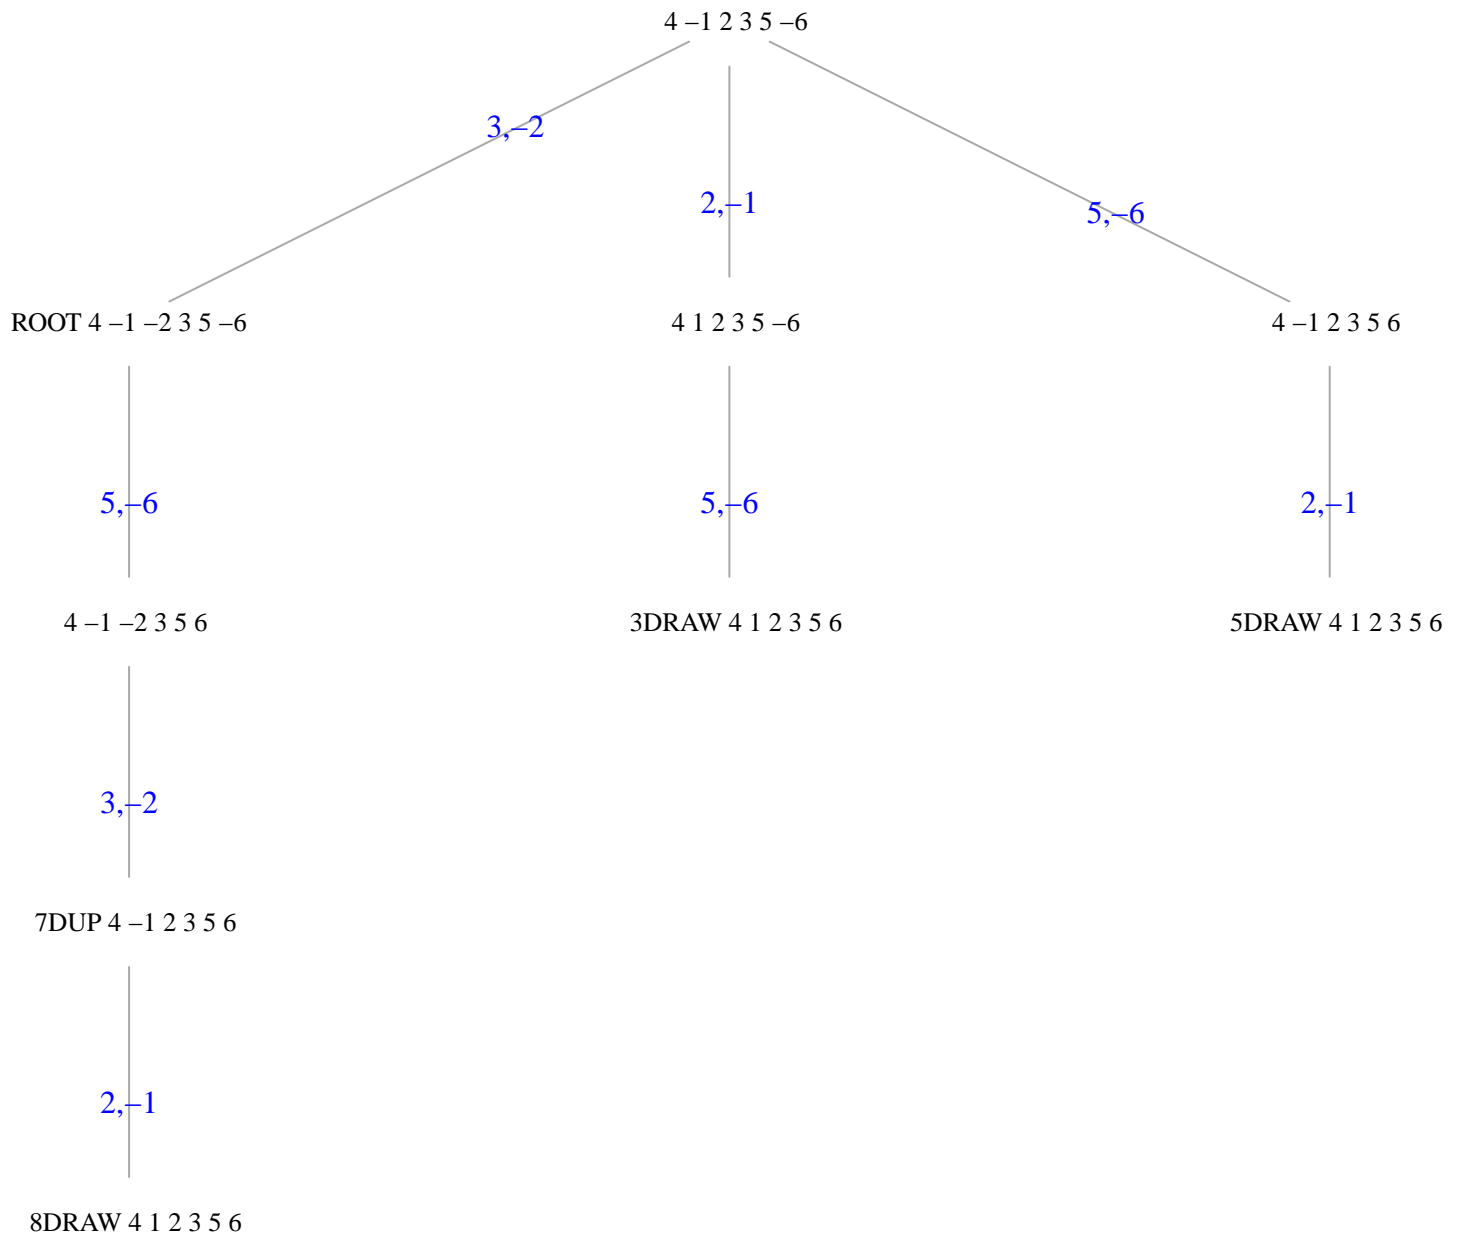 4 –1 2 3 5 –6
3,–2
2,–1
5,–6
ROOT 4 –1 –2 3 5 –6
4 1 2 3 5 –6
4 –1 2 3 5 6
5,–6
5,–6
2,–1
4 –1 –2 3 5 6
3DRAW 4 1 2 3 5 6
5DRAW 4 1 2 3 5 6
3,–2
7DUP 4 –1 2 3 5 6
2,–1
8DRAW 4 1 2 3 5 6